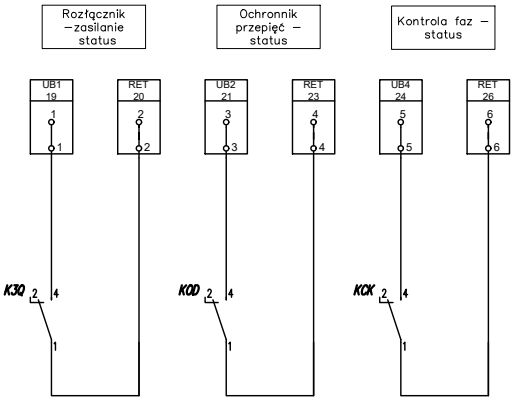 Rozłącznik
–zasilanie
status
Ochronnik
przepięć –
status
Kontrola faz –
status
UB1 RET UB2 RET UB4 RET
19 20 21 23 24 26
1 2 3 4 5 6
1 2 3 4 5 6
K3Q 2 4 KOD 2 4 KCK 2 4
1 1 1